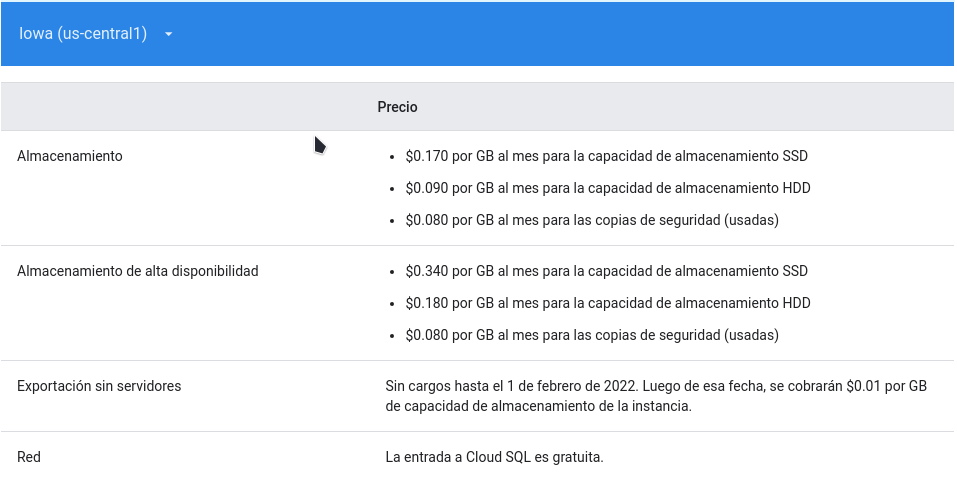 Iowa (us-central1)
Precio
Almacenamiento
$0.170 por GB al mes para la capacidad de almacenamiento SSD
$0.090 por GB al mes para la capacidad de almacenamiento HDD
$0.080 por GB al mes para las copias de seguridad (usadas)
Almacenamiento de alta disponibilidad
$0.340 por GB al mes para la capacidad de almacenamiento SSD
$0.180 por GB al mes para la capacidad de almacenamiento HDD
$0.080 por GB al mes para las copias de seguridad (usadas)
Exportación sin servidores
Sin cargos hasta el 1 de febrero de 2022. Luego de esa fecha, se cobrarán $0.01 por GB
de capacidad de almacenamiento de la instancia.
Red
La entrada a Cloud SQL es gratuita.